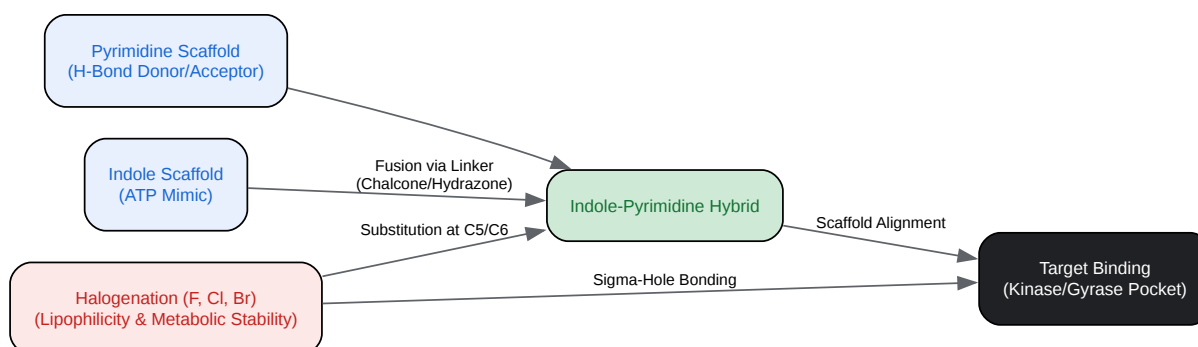 Pyrimidine Scaffold
(H-Bond Donor/Acceptor)
Indole Scaffold
(ATP Mimic)
Fusion via Linker
(Chalcone/Hydrazone)
Indole-Pyrimidine Hybrid
Substitution at C5/C6
Scaffold Alignment
Halogenation (F, Cl, Br)
(Lipophilicity & Metabolic Stability)
Sigma-Hole Bonding
Target Binding
(Kinase/Gyrase Pocket)